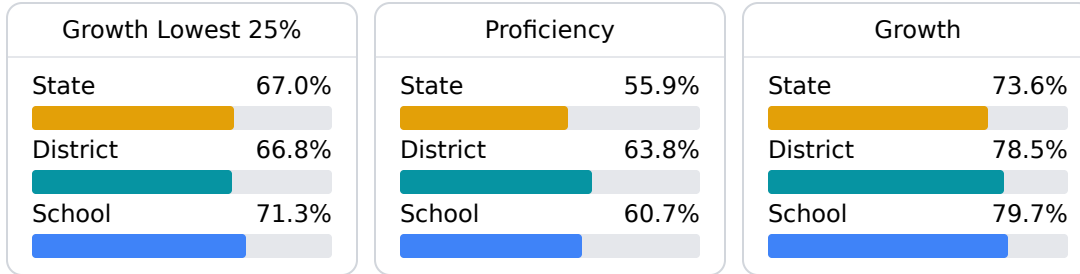 Growth Lowest 25%
State 67.0%
District 66.8%
School 71.3%
Proficiency
State 55.9%
District 63.8%
School 60.7%
Growth
State 73.6%
District 78.5%
School 79.7%